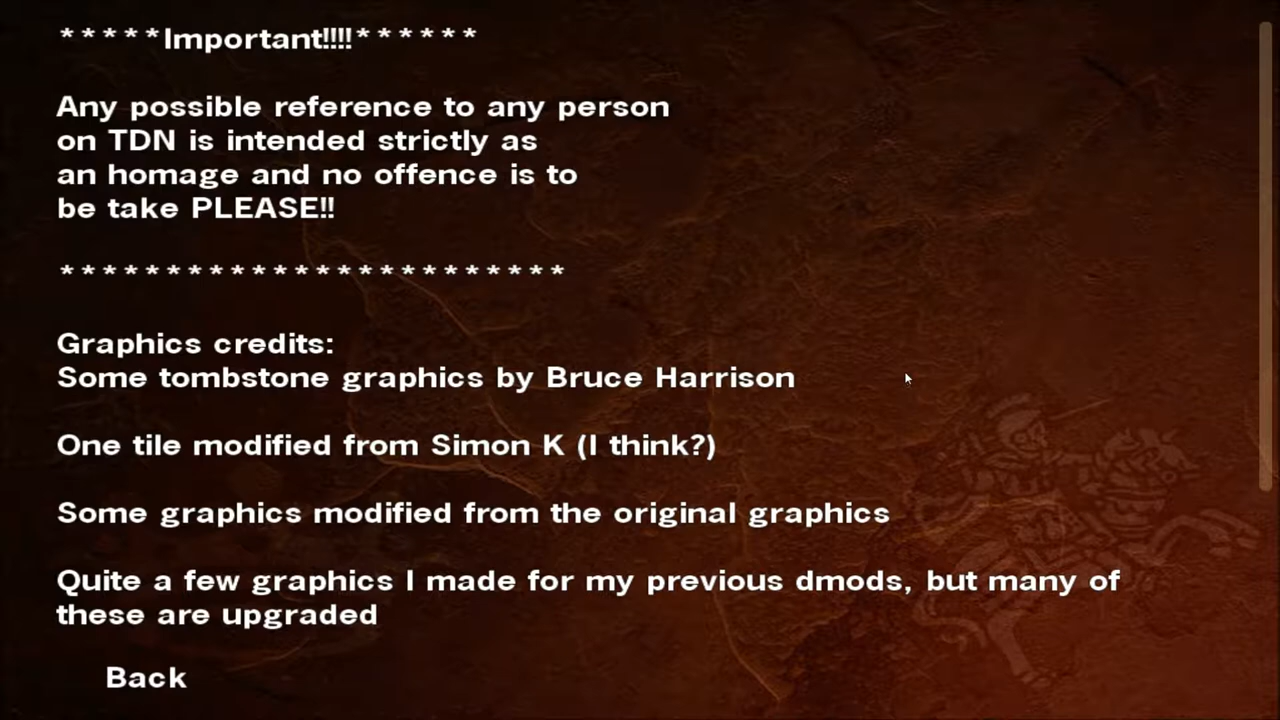 *****Important!!!!******
Any possible reference to any person
on TDN is intended strictly as
an homage and no offence is to
be take PLEASE!!
************************
Graphics credits:
Some tombstone graphics by Bruce Harrison
One tile modified from Simon K (I think?)
Some graphics modified from the original graphics
Quite a few graphics I made for my previous dmods, but many of
these are upgraded
Back